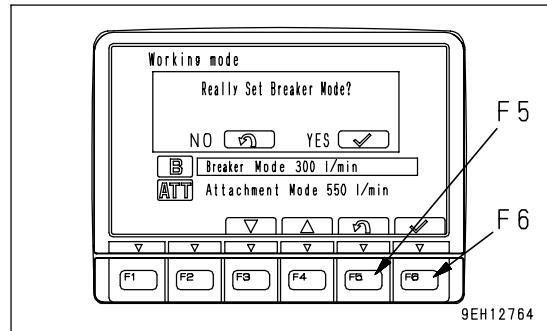 Working mode
Really Set Breaker Mode?
NO YES
B Breaker Mode 300 l/min
ATT Attachment Mode 550 l/min
F1 F2 F3 F4 F5 F6
F5
F6
9EH12764